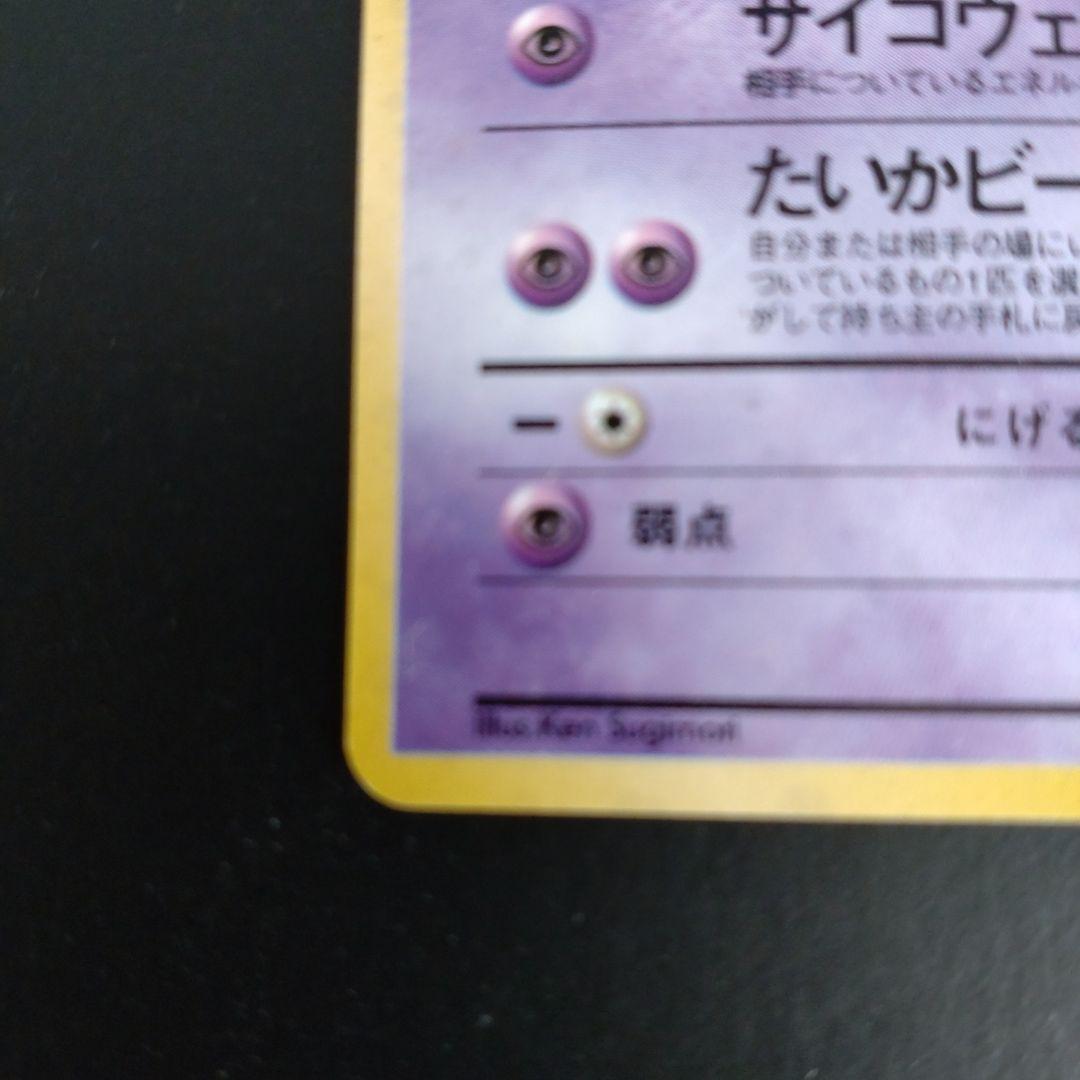 サイコウェ
相手についているエネル
たいかビー
自分または相手の場にい
ついているもの1匹を選
がして持ち主の手札に戻
にげる
弱点
Illus.Ken Sugimori